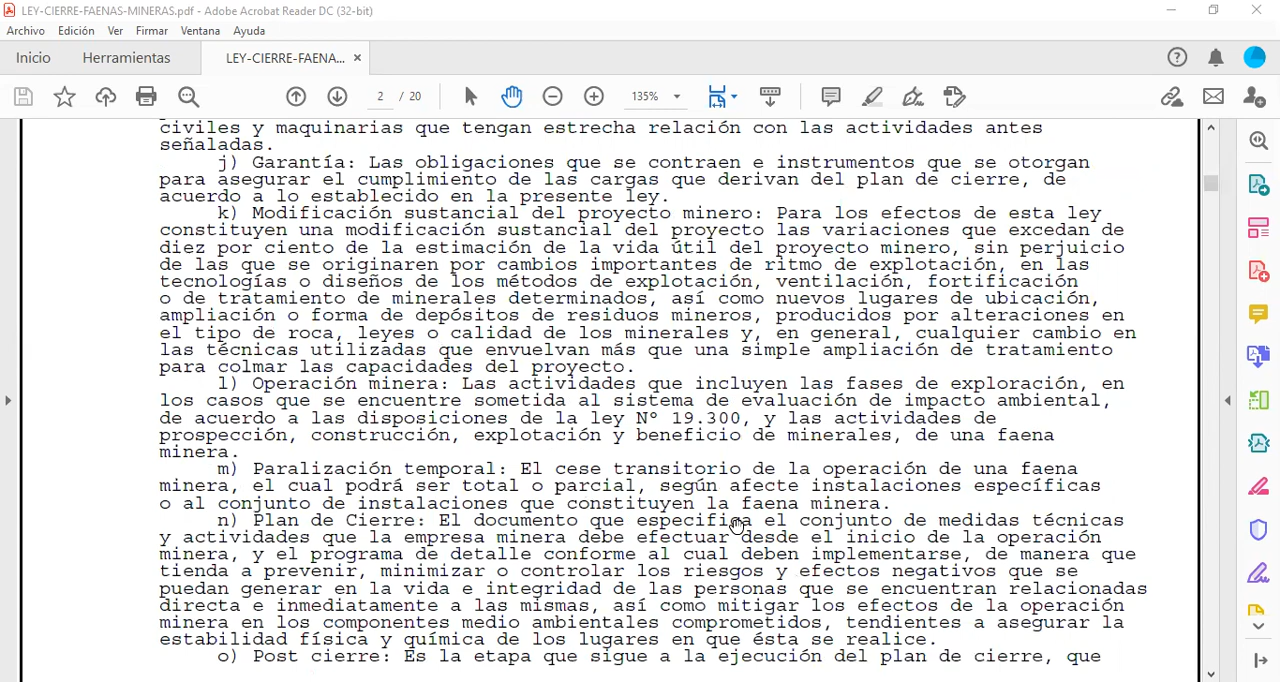 LEY-CIERRE-FAENAS-MINERAS.pdf - Adobe Acrobat Reader DC (32-bit)
Archivo Edición Ver Firmar Ventana Ayuda
Inicio Herramientas LEY-CIERRE-FAENA... ×
2 / 20 135%
civiles y maquinarias que tengan estrecha relación con las actividades antes
señaladas.
j) Garantía: Las obligaciones que se contraen e instrumentos que se otorgan
para asegurar el cumplimiento de las cargas que derivan del plan de cierre, de
acuerdo a lo establecido en la presente ley.
k) Modificación sustancial del proyecto minero: Para los efectos de esta ley
constituyen una modificación sustancial del proyecto las variaciones que excedan de
diez por ciento de la estimación de la vida útil del proyecto minero, sin perjuicio
de las que se originaren por cambios importantes de ritmo de explotación, en las
tecnologías o diseños de los métodos de explotación, ventilación, fortificación
o de tratamiento de minerales determinados, así como nuevos lugares de ubicación,
ampliación o forma de depósitos de residuos mineros, producidos por alteraciones en
el tipo de roca, leyes o calidad de los minerales y, en general, cualquier cambio en
las técnicas utilizadas que envuelvan más que una simple ampliación de tratamiento
para colmar las capacidades del proyecto.
l) Operación minera: Las actividades que incluyen las fases de exploración, en
los casos que se encuentre sometida al sistema de evaluación de impacto ambiental,
de acuerdo a las disposiciones de la ley Nº 19.300, y las actividades de
prospección, construcción, explotación y beneficio de minerales, de una faena
minera.
m) Paralización temporal: El cese transitorio de la operación de una faena
minera, el cual podrá ser total o parcial, según afecte instalaciones específicas
o al conjunto de instalaciones que constituyen la faena minera.
n) Plan de Cierre: El documento que especifica el conjunto de medidas técnicas
y actividades que la empresa minera debe efectuar desde el inicio de la operación
minera, y el programa de detalle conforme al cual deben implementarse, de manera que
tienda a prevenir, minimizar o controlar los riesgos y efectos negativos que se
puedan generar en la vida e integridad de las personas que se encuentran relacionadas
directa e inmediatamente a las mismas, así como mitigar los efectos de la operación
minera en los componentes medio ambientales comprometidos, tendientes a asegurar la
estabilidad física y química de los lugares en que ésta se realice.
o) Post cierre: Es la etapa que sigue a la ejecución del plan de cierre, que